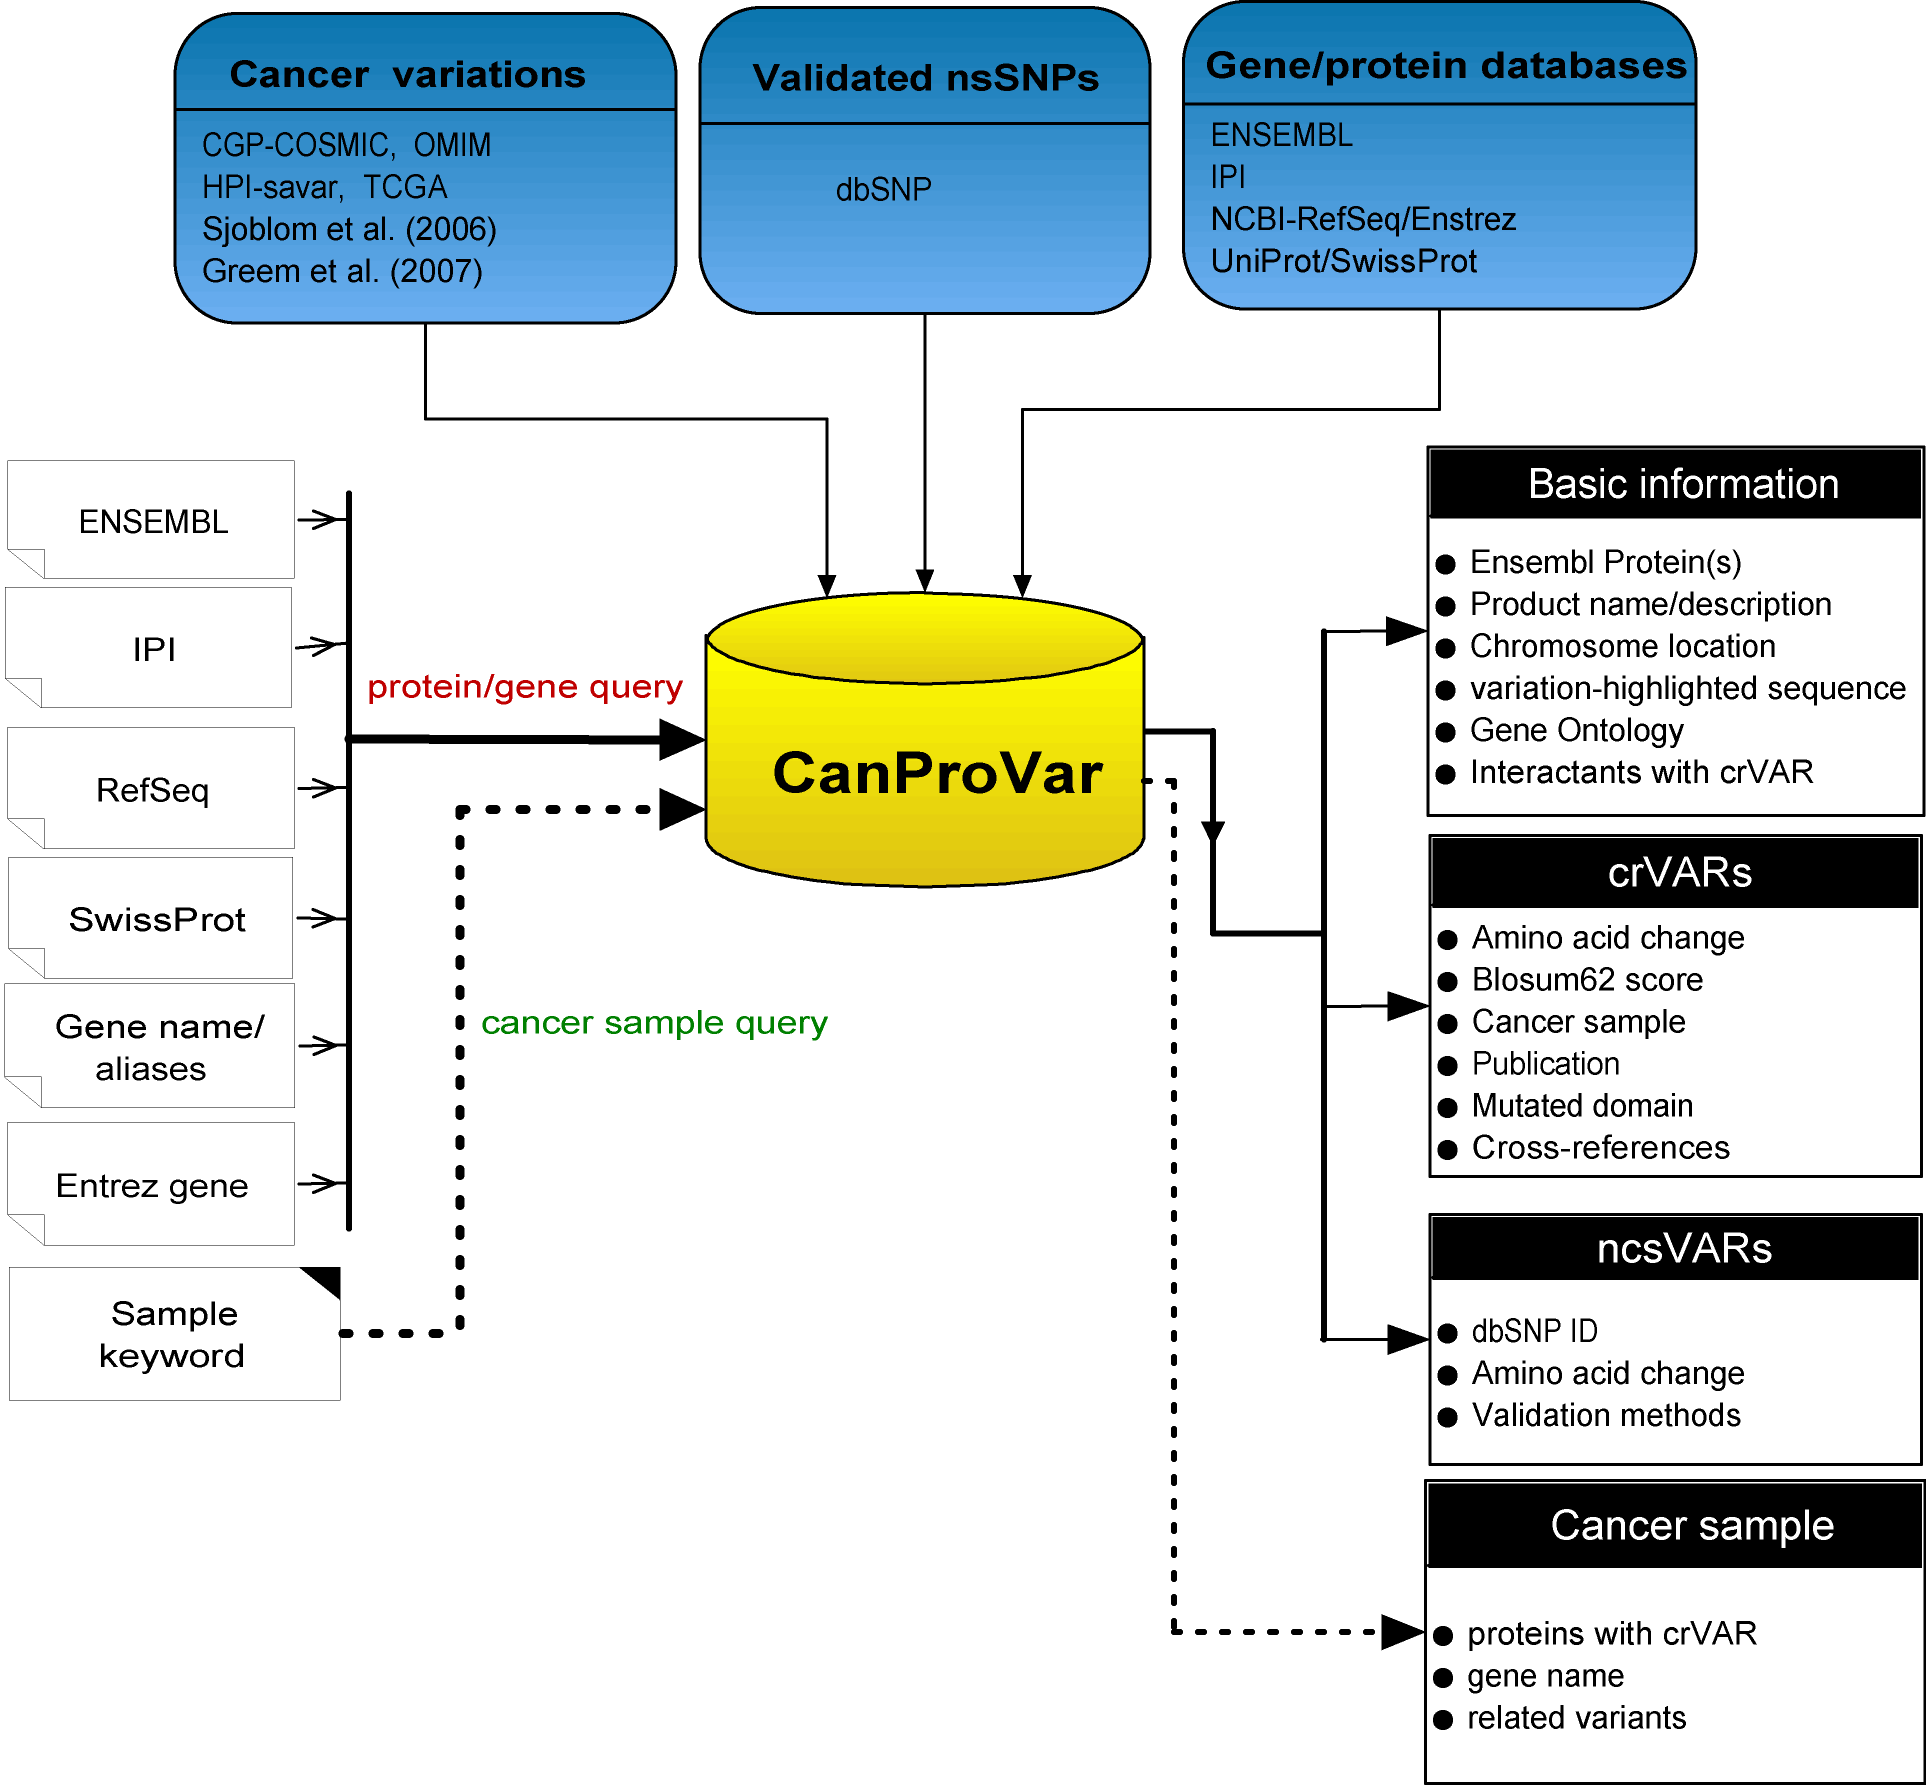 Cancer variations
CGP-COSMIC, OMIM
HPI-savar, TCGA
Sjoblom et al. (2006)
Greem et al. (2007)
Validated nsSNPs
dbSNP
Gene/protein databases
ENSEMBL
IPI
NCBI-RefSeq/Enstrez
UniProt/SwissProt
ENSEMBL
IPI
RefSeq
SwissProt
Gene name/
aliases
Entrez gene
Sample
keyword
protein/gene query
cancer sample query
CanProVar
Basic information
● Ensembl Protein(s)
● Product name/description
● Chromosome location
● variation-highlighted sequence
● Gene Ontology
● Interactants with crVAR
crVARs
● Amino acid change
● Blosum62 score
● Cancer sample
● Publication
● Mutated domain
● Cross-references
ncsVARs
● dbSNP ID
● Amino acid change
● Validation methods
Cancer sample
● proteins with crVAR
● gene name
● related variants